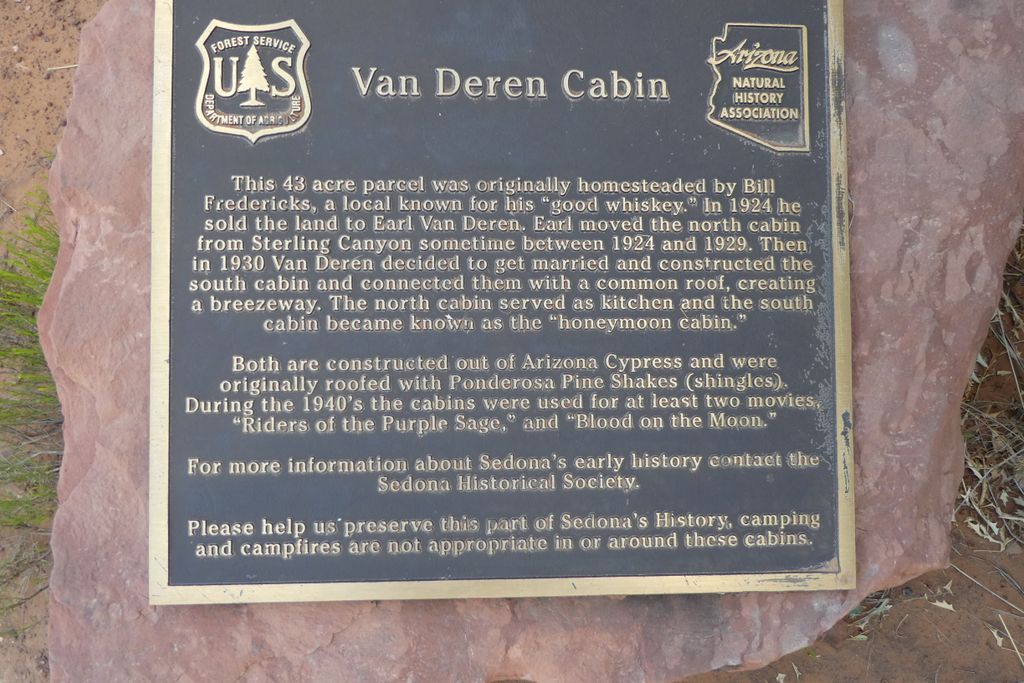 FOREST SERVICE
US
DEPARTMENT OF AGRICULTURE
Van Deren Cabin
Arizona
NATURAL
HISTORY
ASSOCIATION
This 43 acre parcel was originally homesteaded by Bill
Fredericks, a local known for his “good whiskey.” In 1924 he
sold the land to Earl Van Deren. Earl moved the north cabin
from Sterling Canyon sometime between 1924 and 1929. Then
in 1930 Van Deren decided to get married and constructed the
south cabin and connected them with a common roof, creating
a breezeway. The north cabin served as kitchen and the south
cabin became known as the “honeymoon cabin.”
Both are constructed out of Arizona Cypress and were
originally roofed with Ponderosa Pine Shakes (shingles).
During the 1940’s the cabins were used for at least two movies,
“Riders of the Purple Sage,” and “Blood on the Moon.”
For more information about Sedona’s early history contact the
Sedona Historical Society.
Please help us preserve this part of Sedona’s History, camping
and campfires are not appropriate in or around these cabins.